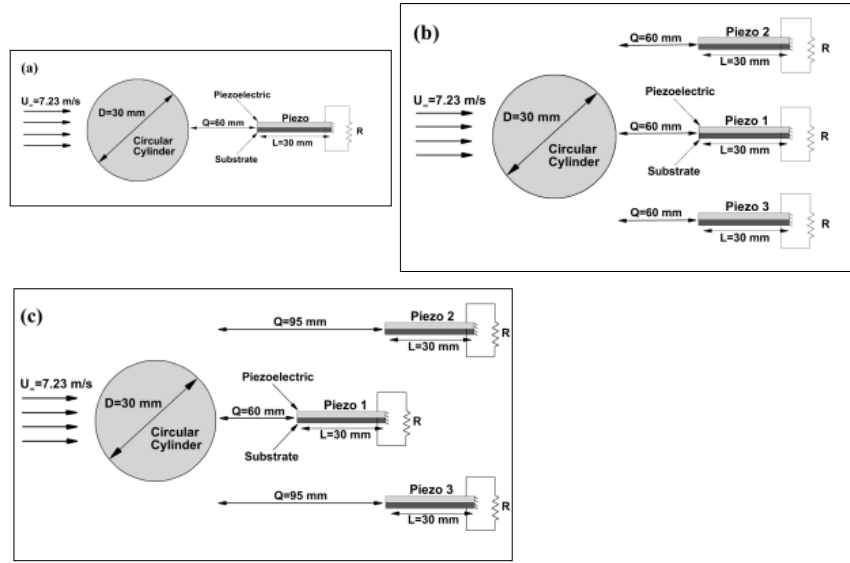 (a)
U∞=7.23 m/s
D=30 mm
Circular
Cylinder
Q=60 mm
Piezoelectric
Piezo
L=30 mm
Substrate
R
(b)
U∞=7.23 m/s
D=30 mm
Circular
Cylinder
Q=60 mm
Piezo 2
L=30 mm
R
Piezoelectric
Q=60 mm
Piezo 1
L=30 mm
Substrate
R
Q=60 mm
Piezo 3
L=30 mm
R
(c)
U∞=7.23 m/s
D=30 mm
Circular
Cylinder
Q=95 mm
Piezo 2
L=30 mm
R
Piezoelectric
Q=60 mm
Piezo 1
L=30 mm
Substrate
R
Q=95 mm
Piezo 3
L=30 mm
R